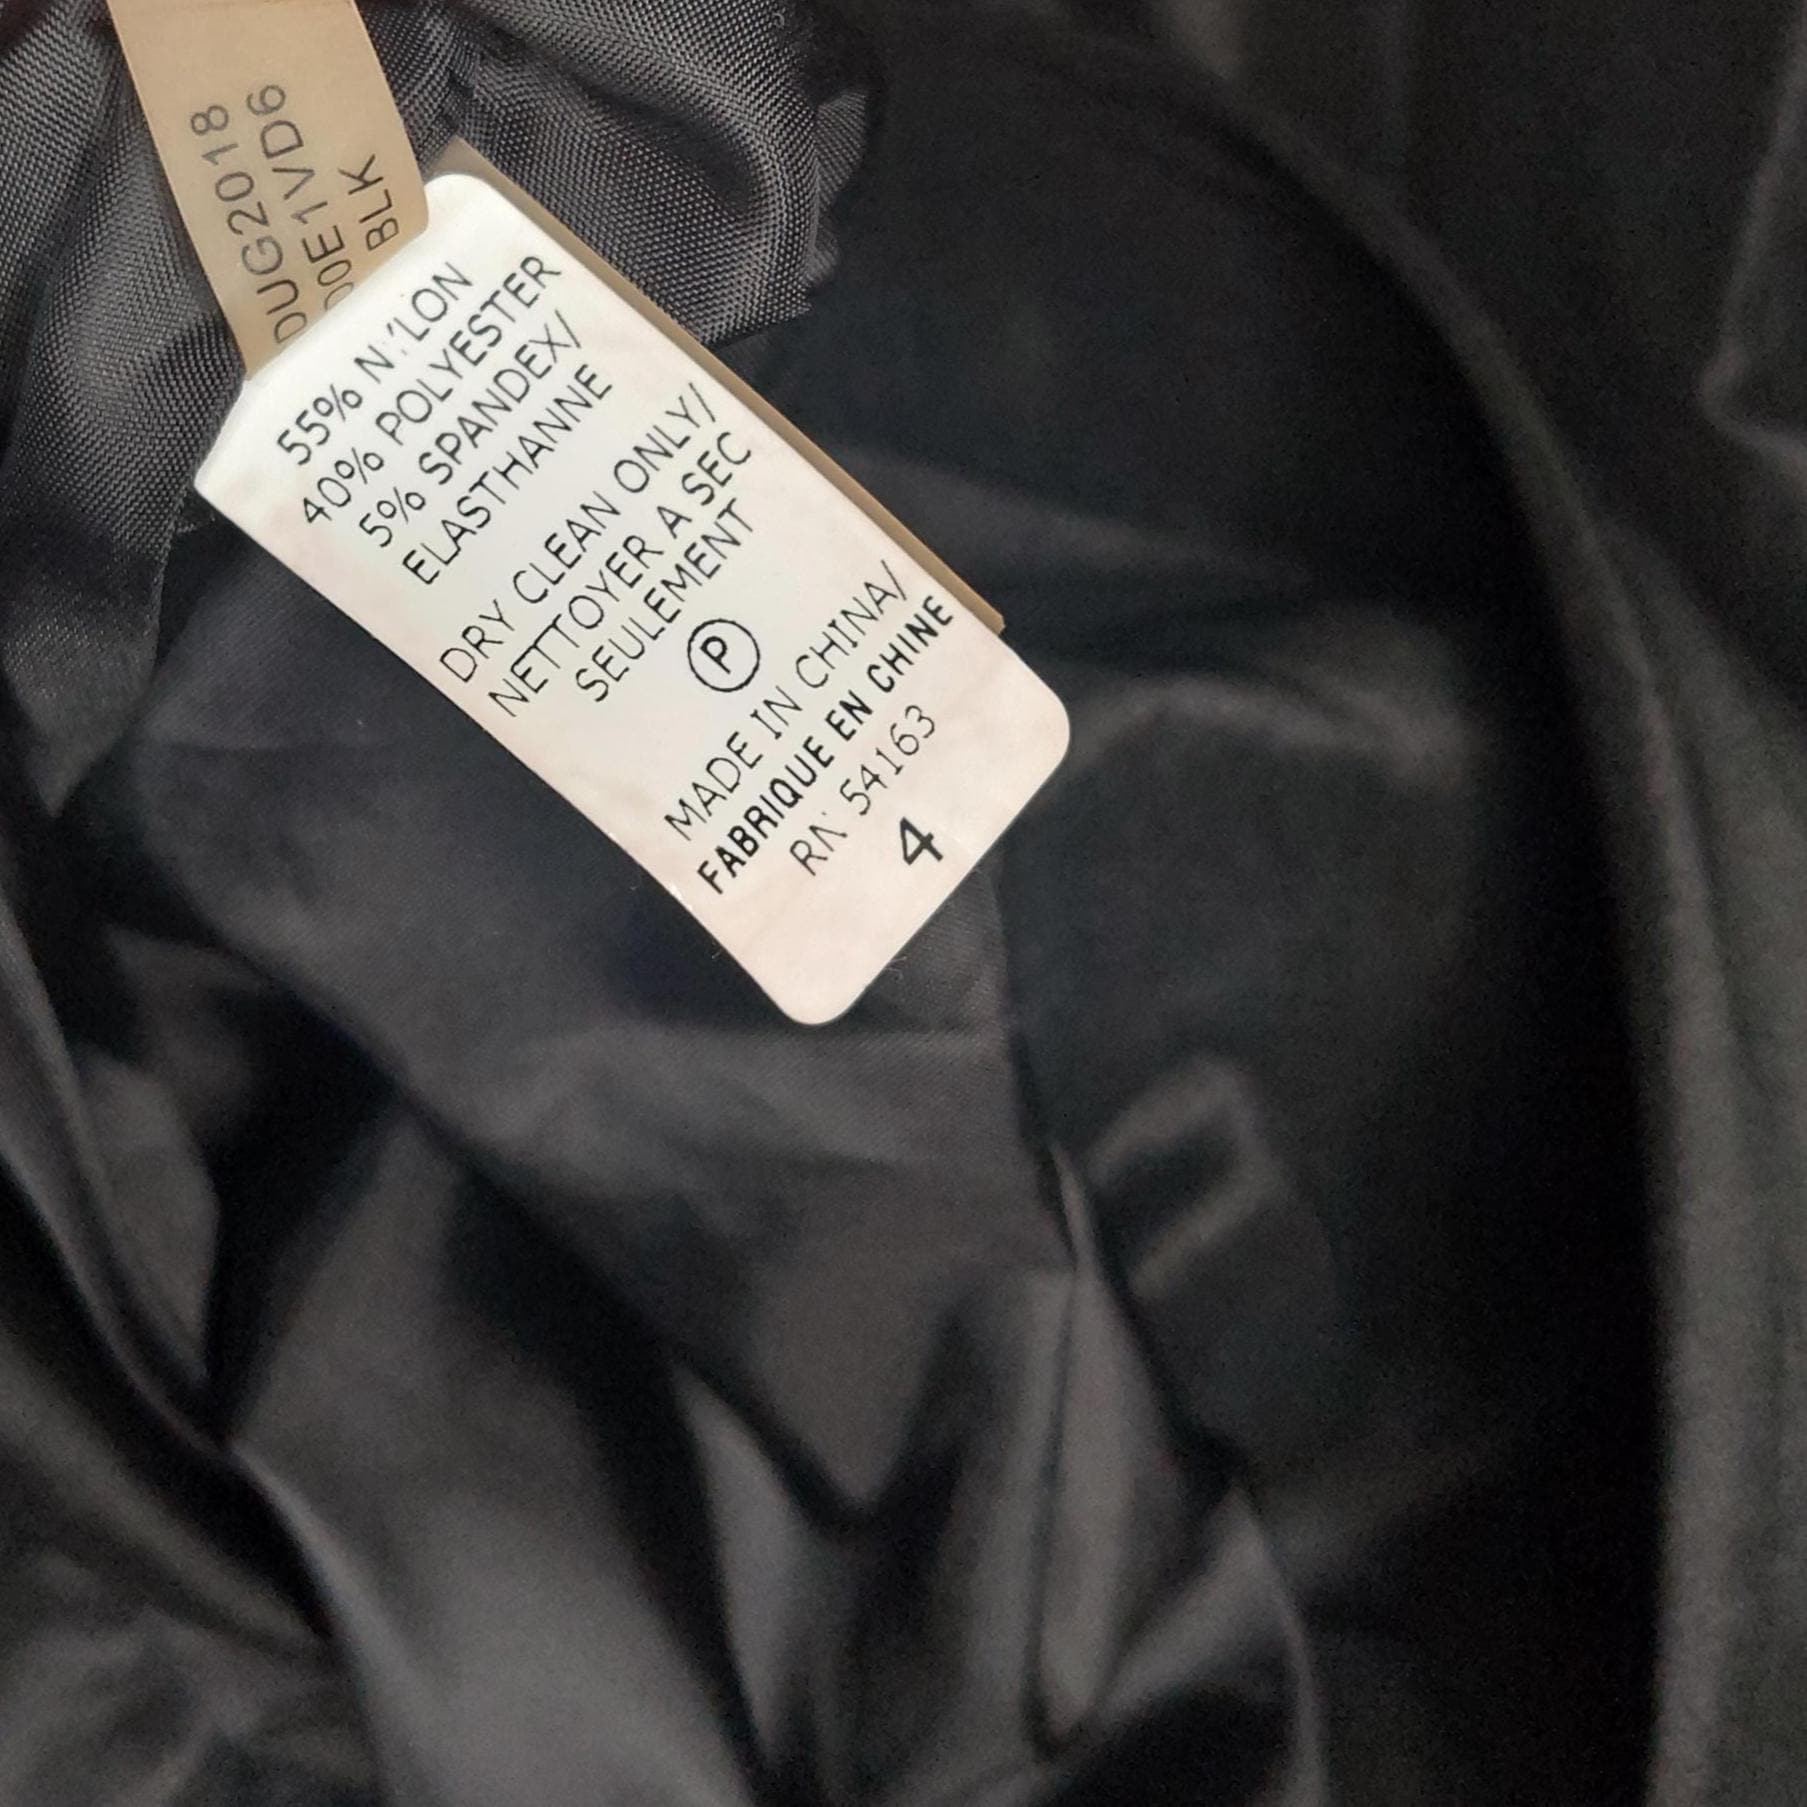 DUG2018
00E1VD6
BLK
55% NYLON
40% POLYESTER
5% SPANDEX/
ELASTHANNE
DRY CLEAN ONLY/
NETTOYER A SEC
SEULEMENT
P
MADE IN CHINA/
FABRIQUE EN CHINE
RN 54163
4